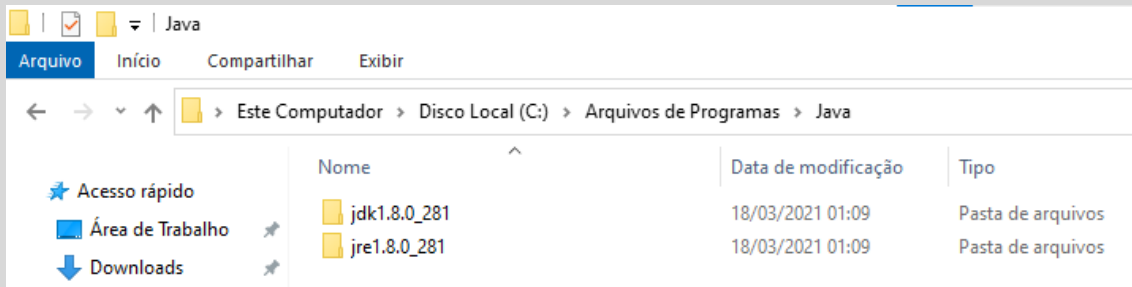 Java
Arquivo Início Compartilhar Exibir
Este Computador > Disco Local (C:) > Arquivos de Programas > Java
Nome Data de modificação Tipo
Acesso rápido
jdk1.8.0_281 18/03/2021 01:09 Pasta de arquivos
Área de Trabalho
jre1.8.0_281 18/03/2021 01:09 Pasta de arquivos
Downloads